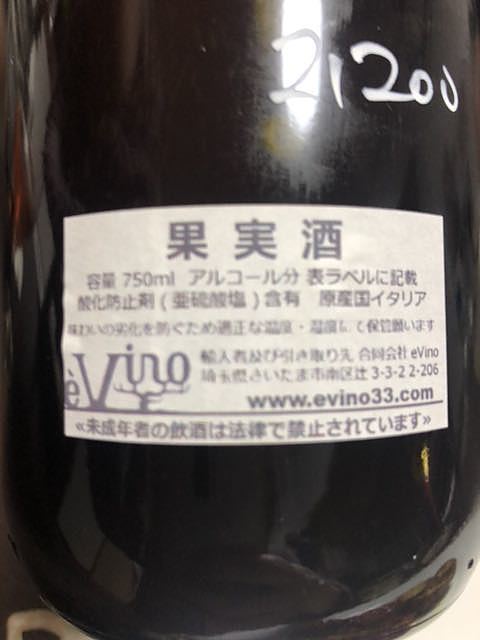 21200
果実酒
容量 750ml アルコール分 表ラベルに記載
酸化防止剤 ( 亜硫酸塩 ) 含有 原産国イタリア
味わいの劣化を防ぐため適正な温度・湿度にて保管願います
èVino
輸入者及び引き取り先 合同会社 eVino
埼玉県さいたま市南区辻 3-3-2 2-206
www.evino33.com
«未成年者の飲酒は法律で禁止されています»